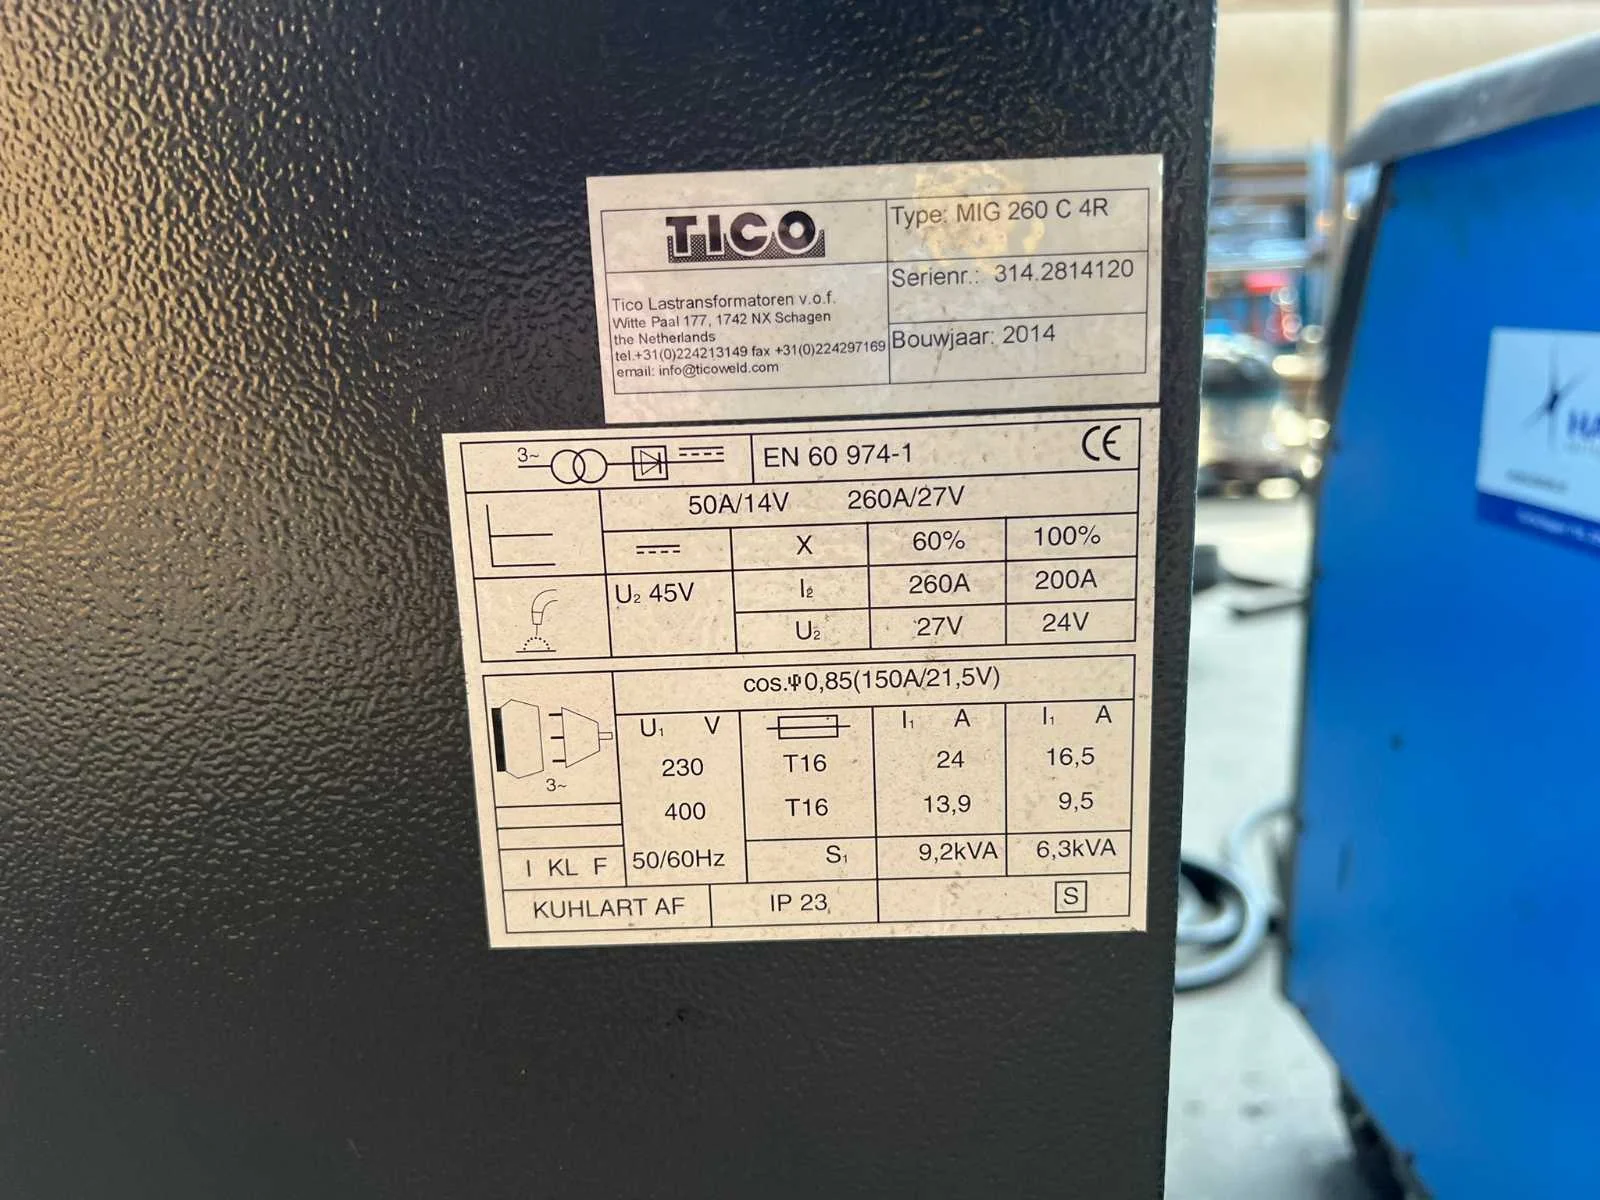 TICO
Type: MIG 260 C 4R
Serienr.: 314.2814120
Bouwjaar: 2014
Tico Lastransformatoren v.o.f.
Witte Paal 177, 1742 NX Schagen
the Netherlands
tel.+31(0)224213149 fax +31(0)224297169
email: info@ticoweld.com
3~
EN 60 974-1
CE
50A/14V 260A/27V
X 60% 100%
U2 45V
I2 260A 200A
U2 27V 24V
cos.φ0,85(150A/21,5V)
U1 V I1 A I1 A
230 T16 24 16,5
3~
400 T16 13,9 9,5
I KL F 50/60Hz S1 9,2kVA 6,3kVA
KUHLART AF IP 23 S
HA